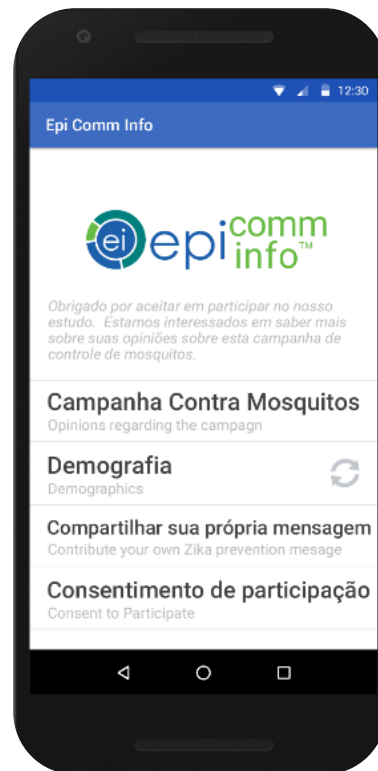 12:30
Epi Comm Info
ei epi comm
info™
Obrigado por aceitar em participar no nosso
estudo. Estamos interessados em saber mais
sobre suas opiniões sobre esta campanha de
controle de mosquitos.
Campanha Contra Mosquitos
Opinions regarding the campagn
Demografia
Demographics
Compartilhar sua própria mensagem
Contribute your own Zika prevention mesage
Consentimento de participação
Consent to Participate